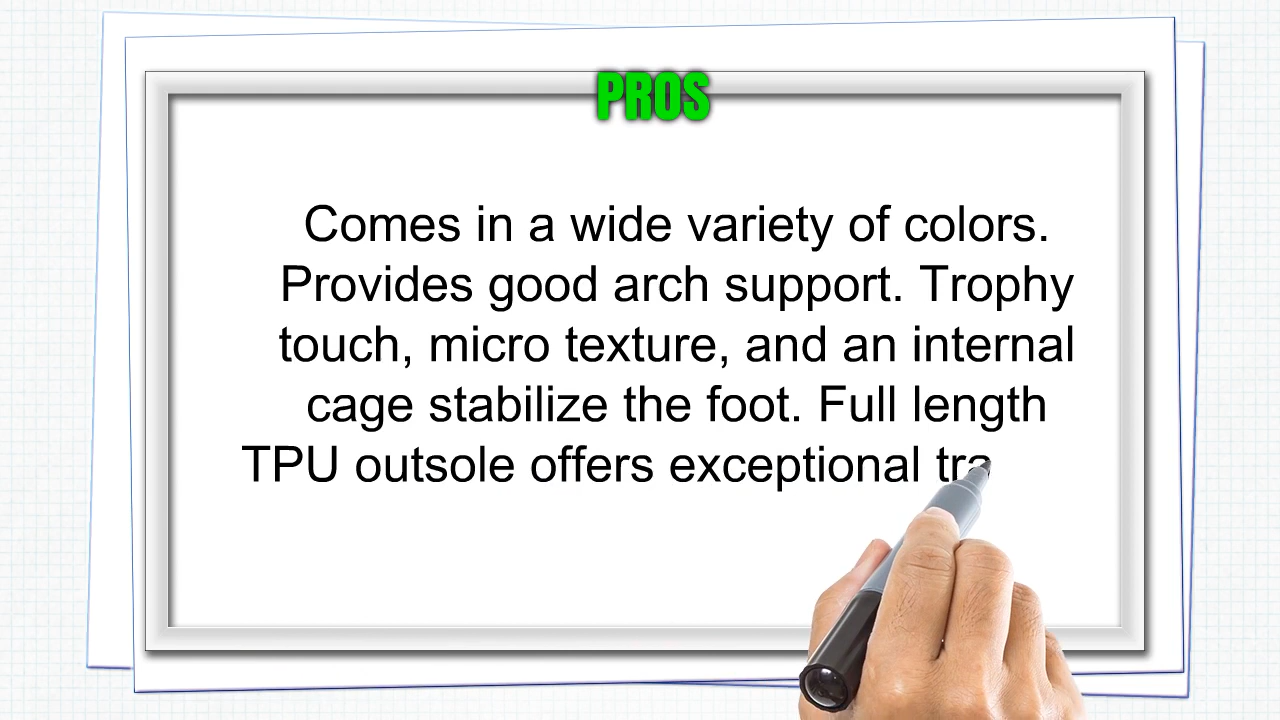 PROS
Comes in a wide variety of colors.
Provides good arch support. Trophy
touch, micro texture, and an internal
cage stabilize the foot. Full length
TPU outsole offers exceptional tra